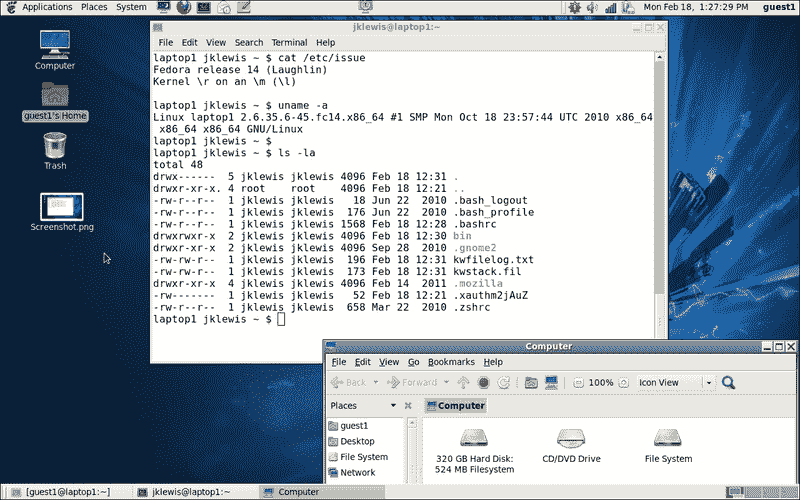 Applications Places System
Mon Feb 18, 1:27:29 PM guest1
Computer
guest1's Home
Trash
Screenshot.png
jklewis@laptop1:~
File Edit View Search Terminal Help
laptop1 jklewis ~ $ cat /etc/issue
Fedora release 14 (Laughlin)
Kernel \r on an \m (\l)
laptop1 jklewis ~ $ uname -a
Linux laptop1 2.6.35.6-45.fc14.x86_64 #1 SMP Mon Oct 18 23:57:44 UTC 2010 x86_64
x86_64 x86_64 GNU/Linux
laptop1 jklewis ~ $
laptop1 jklewis ~ $ ls -la
total 48
drwx------  5 jklewis jklewis 4096 Feb 18 12:31 .
drwxr-xr-x. 4 root    root    4096 Feb 18 12:21 ..
-rw-r--r--  1 jklewis jklewis   18 Jun 22  2010 .bash_logout
-rw-r--r--  1 jklewis jklewis  176 Jun 22  2010 .bash_profile
-rw-r--r--  1 jklewis jklewis 1568 Feb 18 12:28 .bashrc
drwxrwxr-x  2 jklewis jklewis 4096 Feb 18 12:30 bin
drwxr-xr-x  2 jklewis jklewis 4096 Sep 28  2010 .gnome2
-rw-rw-r--  1 jklewis jklewis  196 Feb 18 12:31 kwfilelog.txt
-rw-rw-r--  1 jklewis jklewis  173 Feb 18 12:31 kwstack.fil
drwxr-xr-x  4 jklewis jklewis 4096 Feb 14  2011 .mozilla
-rw-------  1 jklewis jklewis   52 Feb 18 12:21 .xauthm2jAuZ
-rw-r--r--  1 jklewis jklewis  658 Mar 22  2010 .zshrc
laptop1 jklewis ~ $
Computer
File Edit View Go Bookmarks Help
Back Forward 100% Icon View
Places Computer
guest1
Desktop
File System
Network
320 GB Hard Disk: 524 MB Filesystem
CD/DVD Drive
File System
[guest1@laptop1:~] jklewis@laptop1:~ Computer